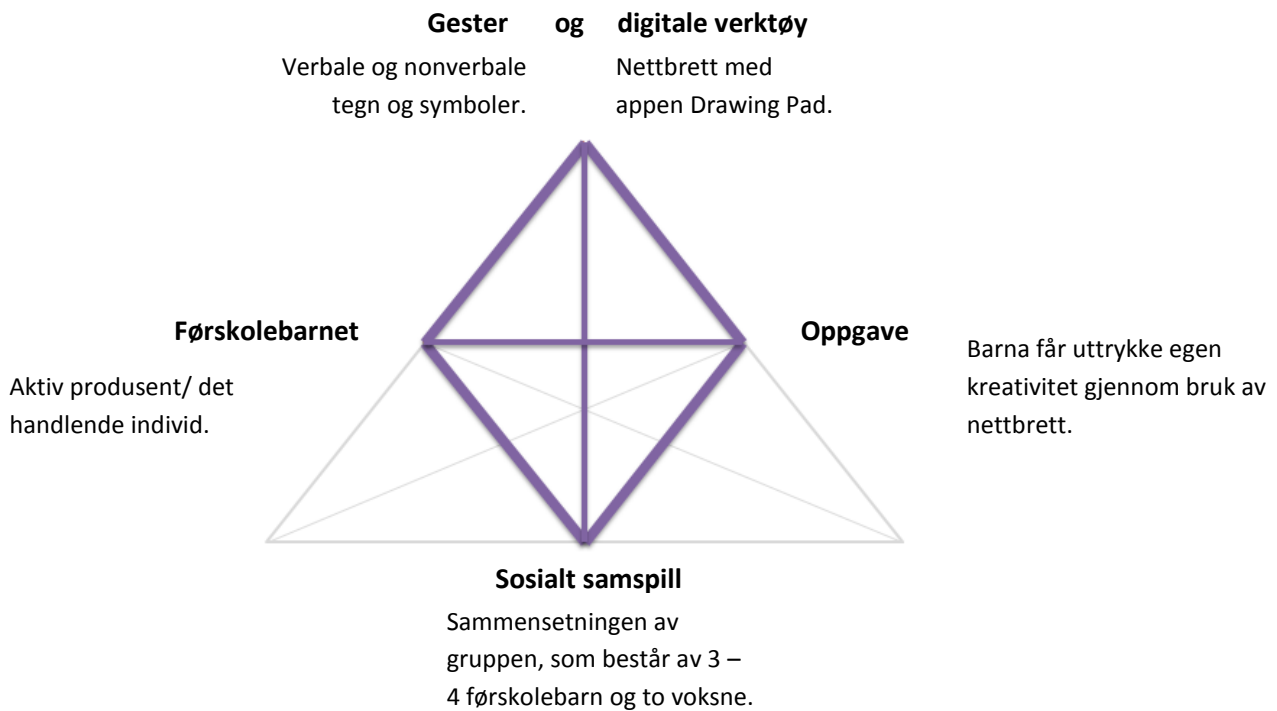 Gester og digitale verktøy
Verbale og nonverbale
tegn og symboler.
Nettbrett med
appen Drawing Pad.
Førskolebarnet
Aktiv produsent/ det
handlende individ.
Oppgave
Barna får uttrykke egen
kreativitet gjennom bruk av
nettbrett.
Sosialt samspill
Sammensetningen av
gruppen, som består av 3 –
4 førskolebarn og to voksne.